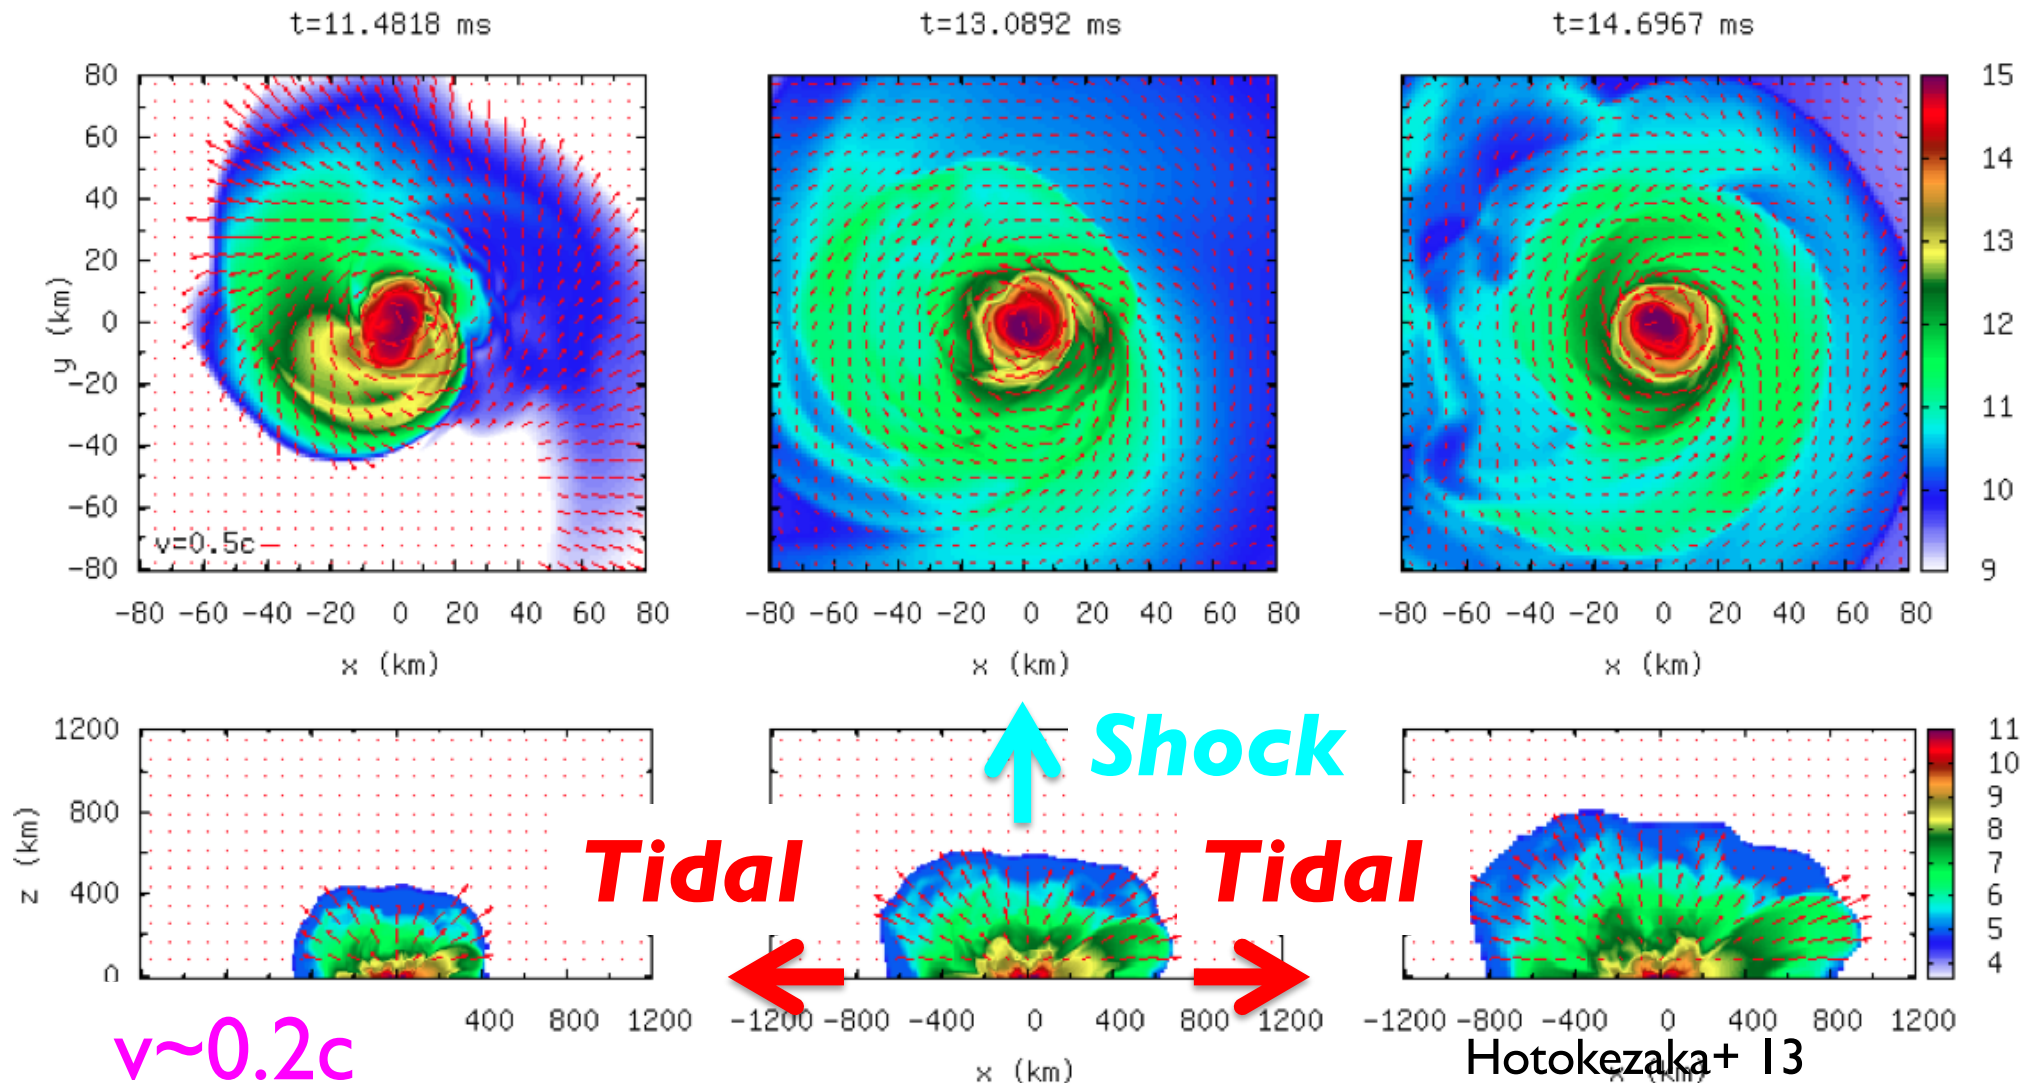 t=11.4818 ms
t=13.0892 ms
t=14.6967 ms
80
60
40
20
0
-20
-40
-60
-80
y (km)
v=0.5c
-80 -60 -40 -20 0 20 40 60 80
-80 -60 -40 -20 0 20 40 60 80
-80 -60 -40 -20 0 20 40 60 80
x (km)
x (km)
x (km)
15
14
13
12
11
10
9
1200
800
400
0
z (km)
Shock
Tidal
Tidal
11
10
9
8
7
6
5
4
400 1200
-1200 -800 -400 0 400 800 1200
-1200 -800 -400 0 400 800 1200
v~0.2c
x (km)
x (km)
Hotokezaka+ 13